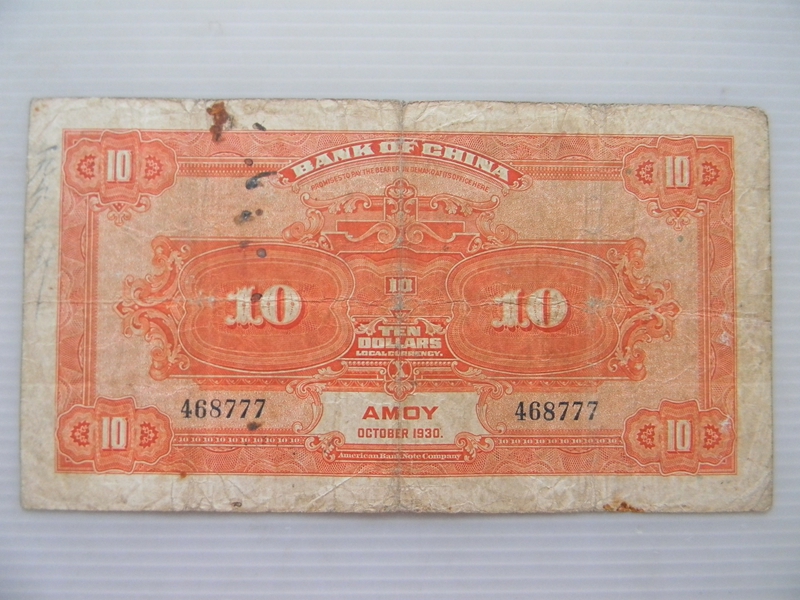 10
10
BANK OF CHINA
PROMISES TO PAY THE BEARER ON DEMAND AT ITS OFFICE HERE
10
10
10
TEN
DOLLARS
LOCAL CURRENCY.
X
468777
AMOY
468777
OCTOBER 1930.
10
10
American Bank Note Company